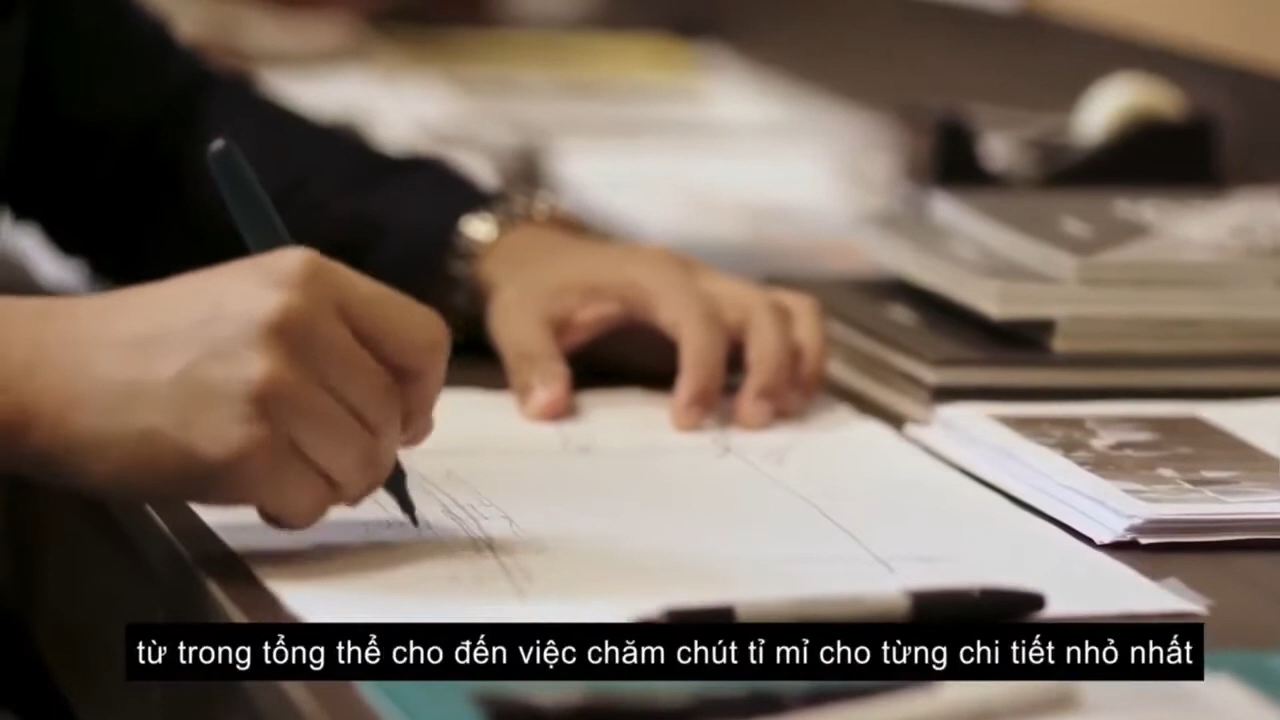 từ trong tổng thể cho đến việc chăm chút tỉ mỉ cho từng chi tiết nhỏ nhất